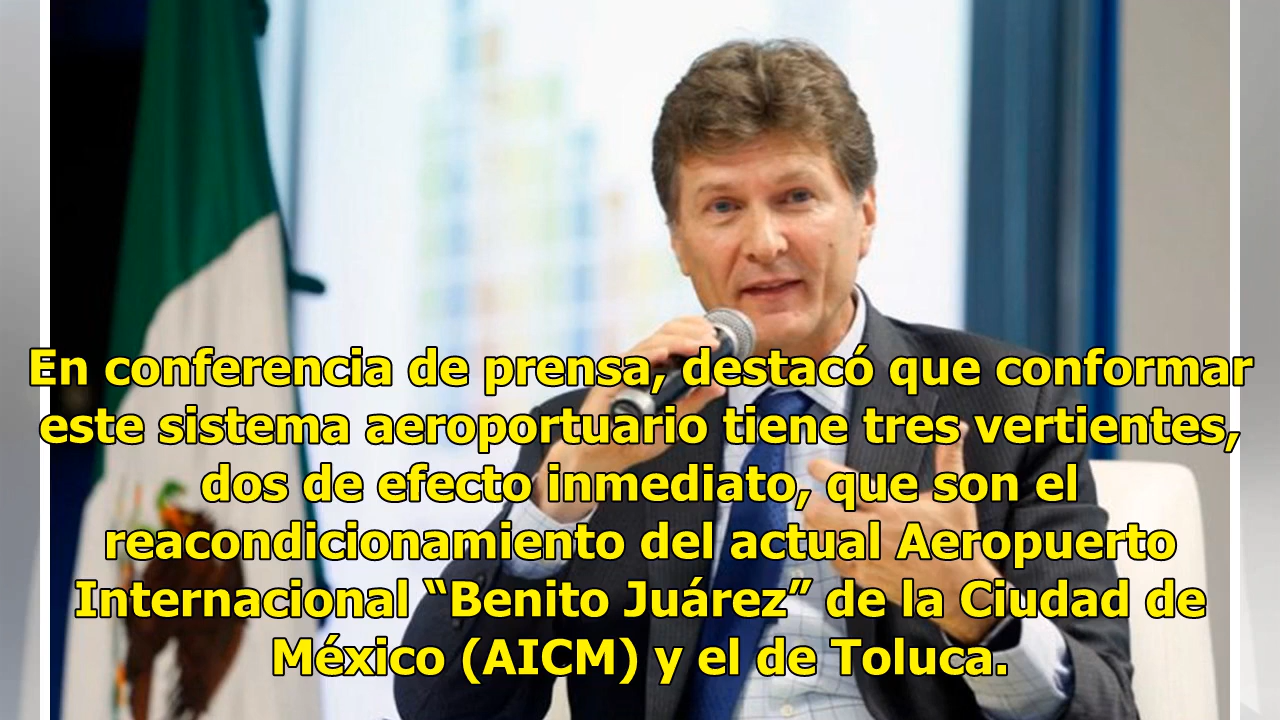 En conferencia de prensa, destacó que conformar
este sistema aeroportuario tiene tres vertientes,
dos de efecto inmediato, que son el
reacondicionamiento del actual Aeropuerto
Internacional “Benito Juárez” de la Ciudad de
México (AICM) y el de Toluca.